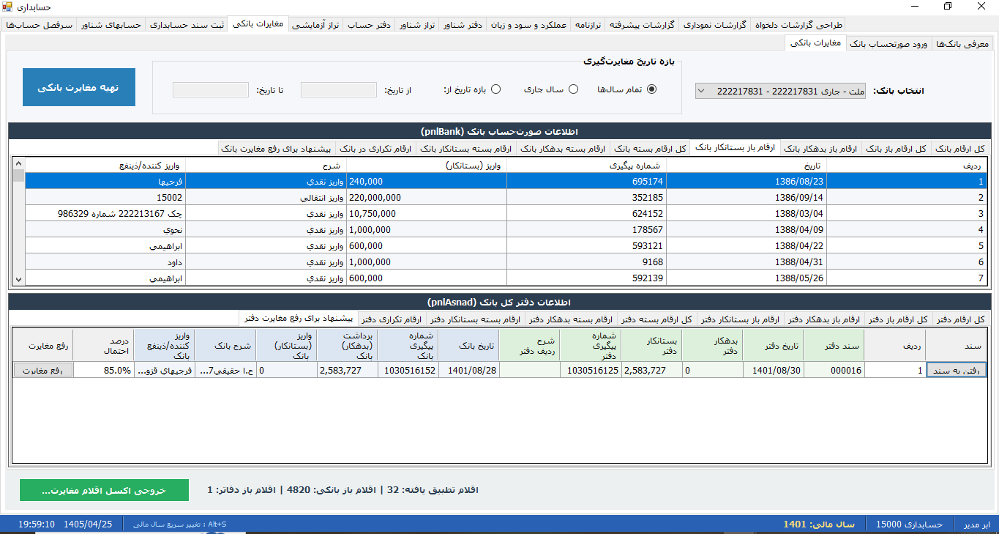 حسابداری
سرفصل حساب‌ها ثبت سند حسابداری حسابهای شناور مغایرات بانکی تراز آزمایشی دفتر حساب تراز شناور دفتر شناور عملکرد و سود و زیان ترازنامه گزارشات پیشرفته گزارشات نموداری طراحی گزارشات دلخواه
معرفی بانک‌ها ورود صورتحساب بانک مغایرات بانکی
بازه تاریخ مغایرت‌گیری
انتخاب بانک: ملت - جاری 222217831 - 222217831 تمام سال‌ها سال جاری بازه تاریخ از: از تاریخ: تا تاریخ: تهیه مغایرت بانکی
اطلاعات صورت‌حساب بانک (pnlBank)
کل ارقام بانک کل ارقام باز بانک ارقام باز بدهکار بانک ارقام باز بستانکار بانک کل ارقام بسته بانک ارقام بسته بدهکار بانک ارقام بسته بستانکار بانک ارقام تکراری در بانک پیشنهاد برای رفع مغایرت بانک
ردیف تاریخ شماره پیگیری واریز (بستانکار) شرح واریز کننده/ذینفع
1 1386/08/23 695174 240,000 واریز نقدي فرجیها
2 1386/09/14 352185 220,000,000 واریز انتقالي 15002
3 1388/03/04 624152 10,750,000 واریز نقدي چک 222213167 شماره 986329
4 1388/04/09 178567 1,000,000 واریز نقدي نحوي
5 1388/04/22 593121 600,000 واریز نقدي ابراهیمي
6 1388/04/31 9168 1,000,000 واریز نقدي داود
7 1388/05/26 592139 600,000 واریز نقدي ابراهیمي
اطلاعات دفتر کل بانک (pnlAsnad)
کل ارقام دفتر کل ارقام باز دفتر ارقام باز بدهکار دفتر ارقام باز بستانکار دفتر کل ارقام بسته دفتر ارقام بسته بدهکار دفتر ارقام بسته بستانکار دفتر ارقام تکراری دفتر پیشنهاد برای رفع مغایرت دفتر
سند ردیف سند دفتر تاریخ دفتر بدهکار دفتر بستانکار دفتر شماره پیگیری دفتر شرح ردیف دفتر تاریخ بانک شماره پیگیری بانک برداشت (بدهکار) بانک واریز (بستانکار) بانک شرح بانک واریز کننده/ذینفع بانک درصد احتمال رفع مغایرت
رفتن به سند 1 000016 1401/08/30 0 2,583,727 1030516125 1401/08/28 1030516152 2,583,727 0 ح.ا حقیقي7... فرجیهاي قزو... 85.0% رفع مغایرت
اقلام تطبیق یافته: 32 | اقلام باز بانکی: 4820 | اقلام باز دفاتر: 1 خروجی اکسل اقلام مغایرت...
ابر مدیر حسابداری 15000 سال مالی: 1401 Alt+S : تغییر سریع سال مالی 1405/04/25 19:59:10